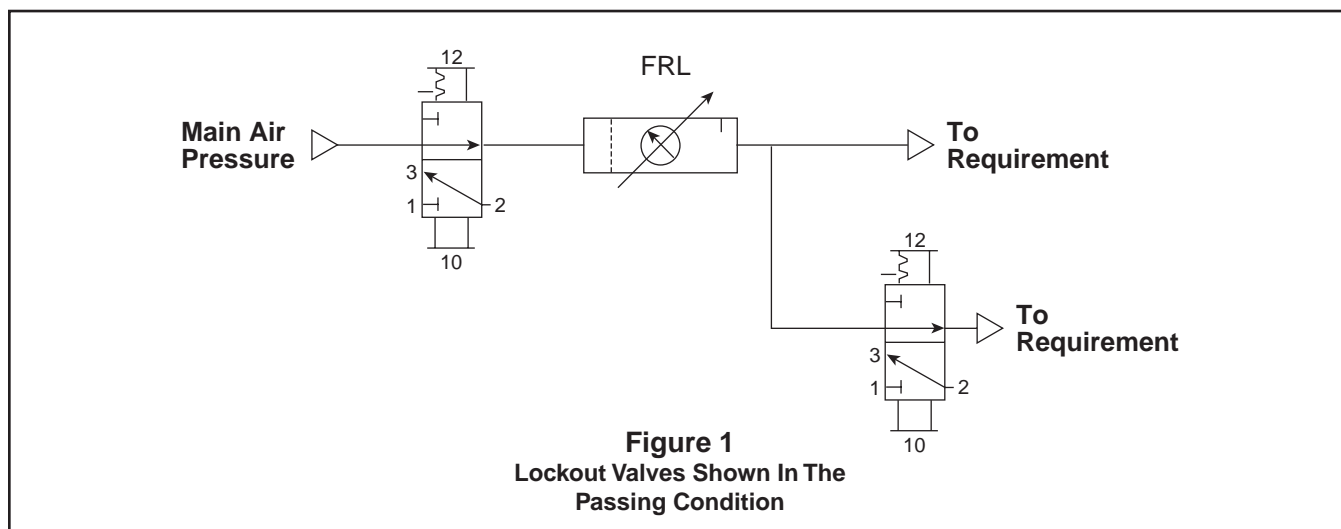 12
FRL
Main Air
Pressure
To
Requirement
3
1
2
10
12
To
Requirement
3
1
2
10
Figure 1
Lockout Valves Shown In The
Passing Condition